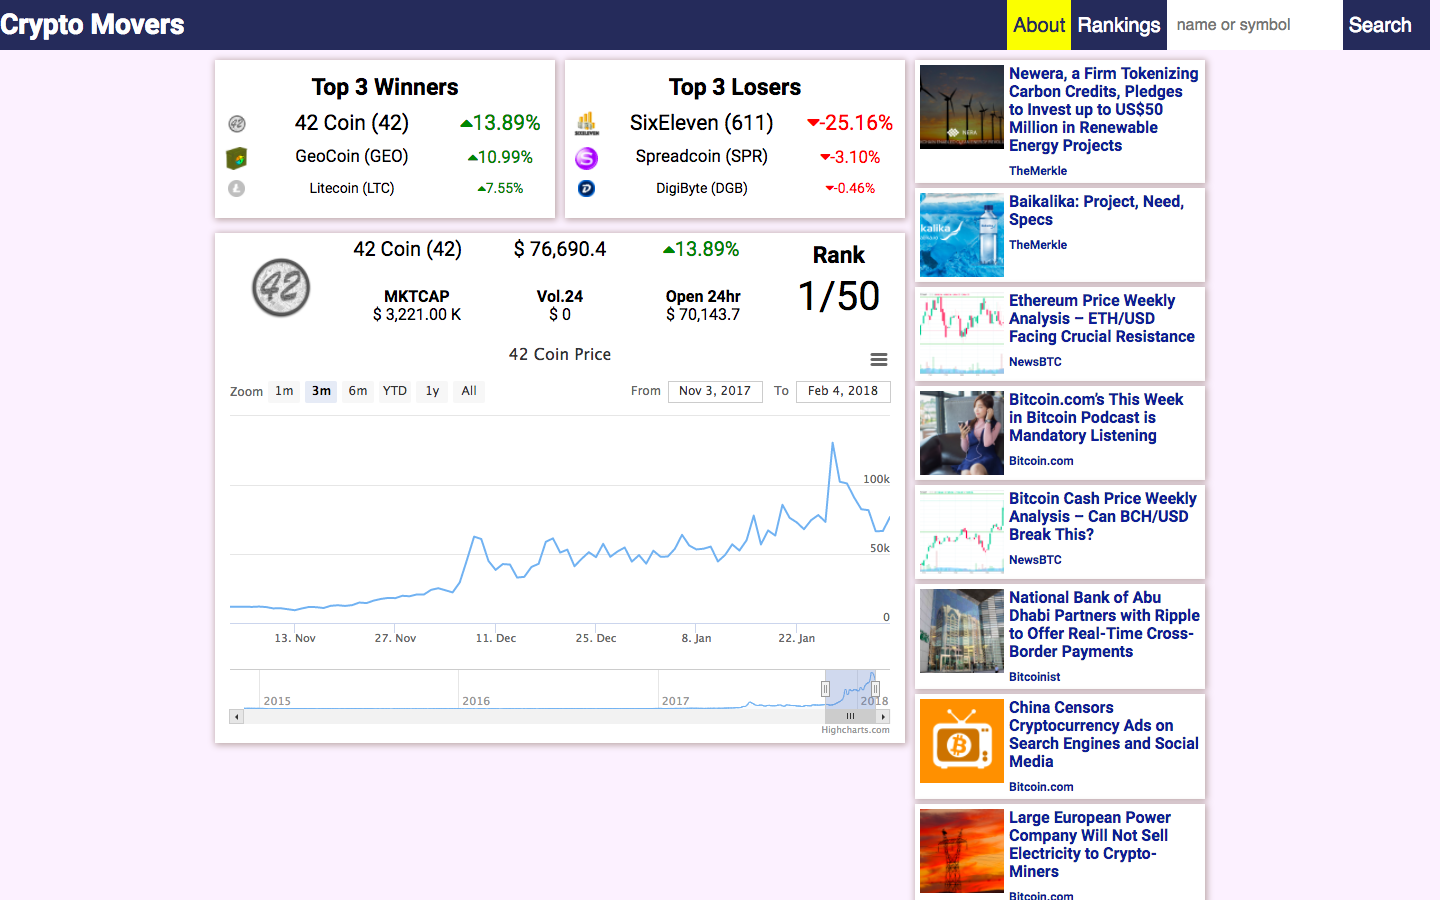 Crypto Movers
About
Rankings
name or symbol
Search
Top 3 Winners
42 Coin (42)
13.89%
GeoCoin (GEO)
10.99%
Litecoin (LTC)
7.55%
Top 3 Losers
SIXELEVEN
SixEleven (611)
-25.16%
Spreadcoin (SPR)
-3.10%
DigiByte (DGB)
-0.46%
42
42 Coin (42)
$ 76,690.4
13.89%
Rank
1/50
MKTCAP
$ 3,221.00 K
Vol.24
$ 0
Open 24hr
$ 70,143.7
42 Coin Price
Zoom
1m
3m
6m
YTD
1y
All
From
Nov 3, 2017
To
Feb 4, 2018
100k
50k
0
13. Nov
27. Nov
11. Dec
25. Dec
8. Jan
22. Jan
2015
2016
2017
2018
Highcharts.com
NERA
Newera, a Firm Tokenizing
Carbon Credits, Pledges
to Invest up to US$50
Million in Renewable
Energy Projects
TheMerkle
kalika
Baikalika: Project, Need,
Specs
TheMerkle
Ethereum Price Weekly
Analysis – ETH/USD
Facing Crucial Resistance
NewsBTC
Bitcoin.com’s This Week
in Bitcoin Podcast is
Mandatory Listening
Bitcoin.com
Bitcoin Cash Price Weekly
Analysis – Can BCH/USD
Break This?
NewsBTC
National Bank of Abu
Dhabi Partners with Ripple
to Offer Real-Time Cross-
Border Payments
Bitcoinist
China Censors
Cryptocurrency Ads on
Search Engines and Social
Media
Bitcoin.com
Large European Power
Company Will Not Sell
Electricity to Crypto-
Miners
Bitcoin.com